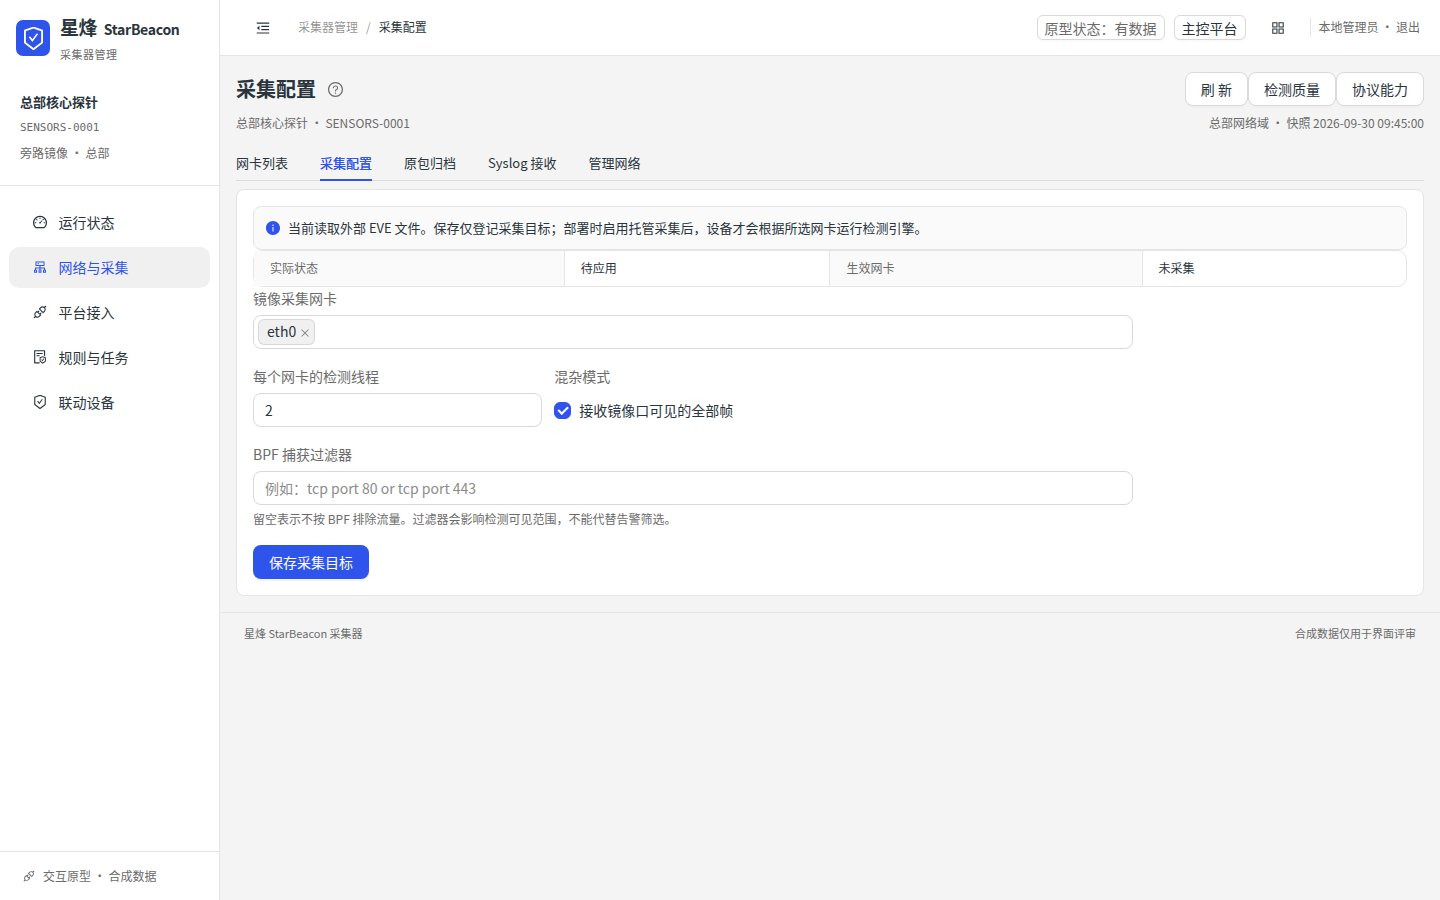 星烽 StarBeacon
采集器管理
总部核心探针
SENSORS-0001
旁路镜像 · 总部
运行状态
网络与采集
平台接入
规则与任务
联动设备
交互原型 · 合成数据
采集器管理 / 采集配置
原型状态：有数据
主控平台
本地管理员 · 退出
采集配置
刷 新
检测质量
协议能力
总部核心探针 · SENSORS-0001
总部网络域 · 快照 2026-09-30 09:45:00
网卡列表
采集配置
原包归档
Syslog 接收
管理网络
当前读取外部 EVE 文件。保存仅登记采集目标；部署时启用托管采集后，设备才会根据所选网卡运行检测引擎。
实际状态
待应用
生效网卡
未采集
镜像采集网卡
eth0
每个网卡的检测线程
混杂模式
2
接收镜像口可见的全部帧
BPF 捕获过滤器
例如：tcp port 80 or tcp port 443
留空表示不按 BPF 排除流量。过滤器会影响检测可见范围，不能代替告警筛选。
保存采集目标
星烽 StarBeacon 采集器
合成数据仅用于界面评审